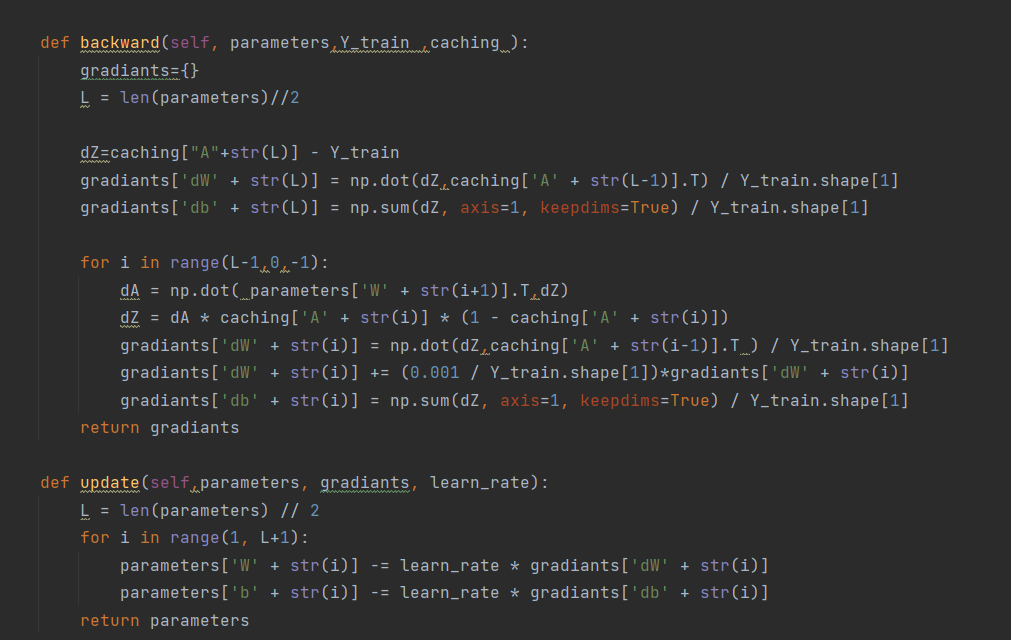 def backward(self, parameters,Y_train ,caching ):
gradiants={}
L = len(parameters)//2
dZ=caching["A"+str(L)] - Y_train
gradiants['dW' + str(L)] = np.dot(dZ,caching['A' + str(L-1)].T) / Y_train.shape[1]
gradiants['db' + str(L)] = np.sum(dZ, axis=1, keepdims=True) / Y_train.shape[1]
for i in range(L-1,0,-1):
dA = np.dot( parameters['W' + str(i+1)].T,dZ)
dZ = dA * caching['A' + str(i)] * (1 - caching['A' + str(i)])
gradiants['dW' + str(i)] = np.dot(dZ,caching['A' + str(i-1)].T ) / Y_train.shape[1]
gradiants['dW' + str(i)] += (0.001 / Y_train.shape[1])*gradiants['dW' + str(i)]
gradiants['db' + str(i)] = np.sum(dZ, axis=1, keepdims=True) / Y_train.shape[1]
return gradiants
def update(self,parameters, gradiants, learn_rate):
L = len(parameters) // 2
for i in range(1, L+1):
parameters['W' + str(i)] -= learn_rate * gradiants['dW' + str(i)]
parameters['b' + str(i)] -= learn_rate * gradiants['db' + str(i)]
return parameters